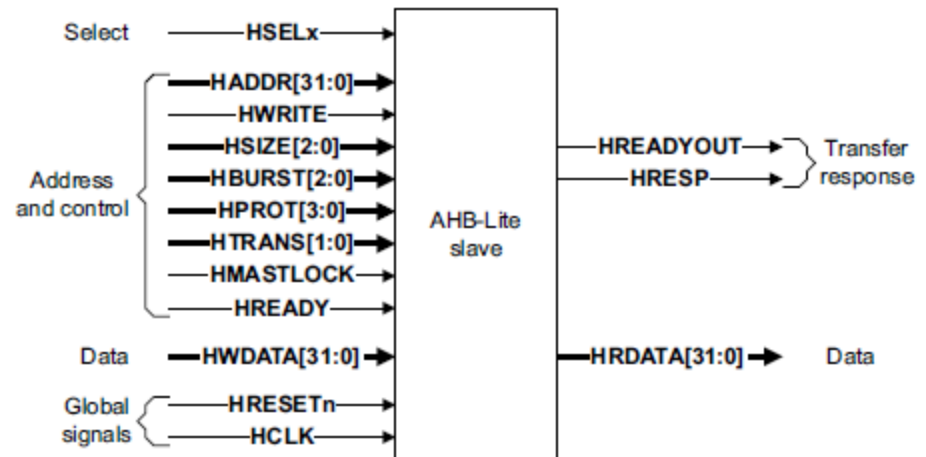 Select
HSELx
HADDR[31:0]
HWRITE
HSIZE[2:0]
HBURST[2:0]
HPROT[3:0]
HTRANS[1:0]
HMASTLOCK
HREADY
Address
and control
Data
HWDATA[31:0]
Global
signals
HRESETn
HCLK
AHB-Lite
slave
HREADYOUT
HRESP
Transfer
response
HRDATA[31:0]
Data